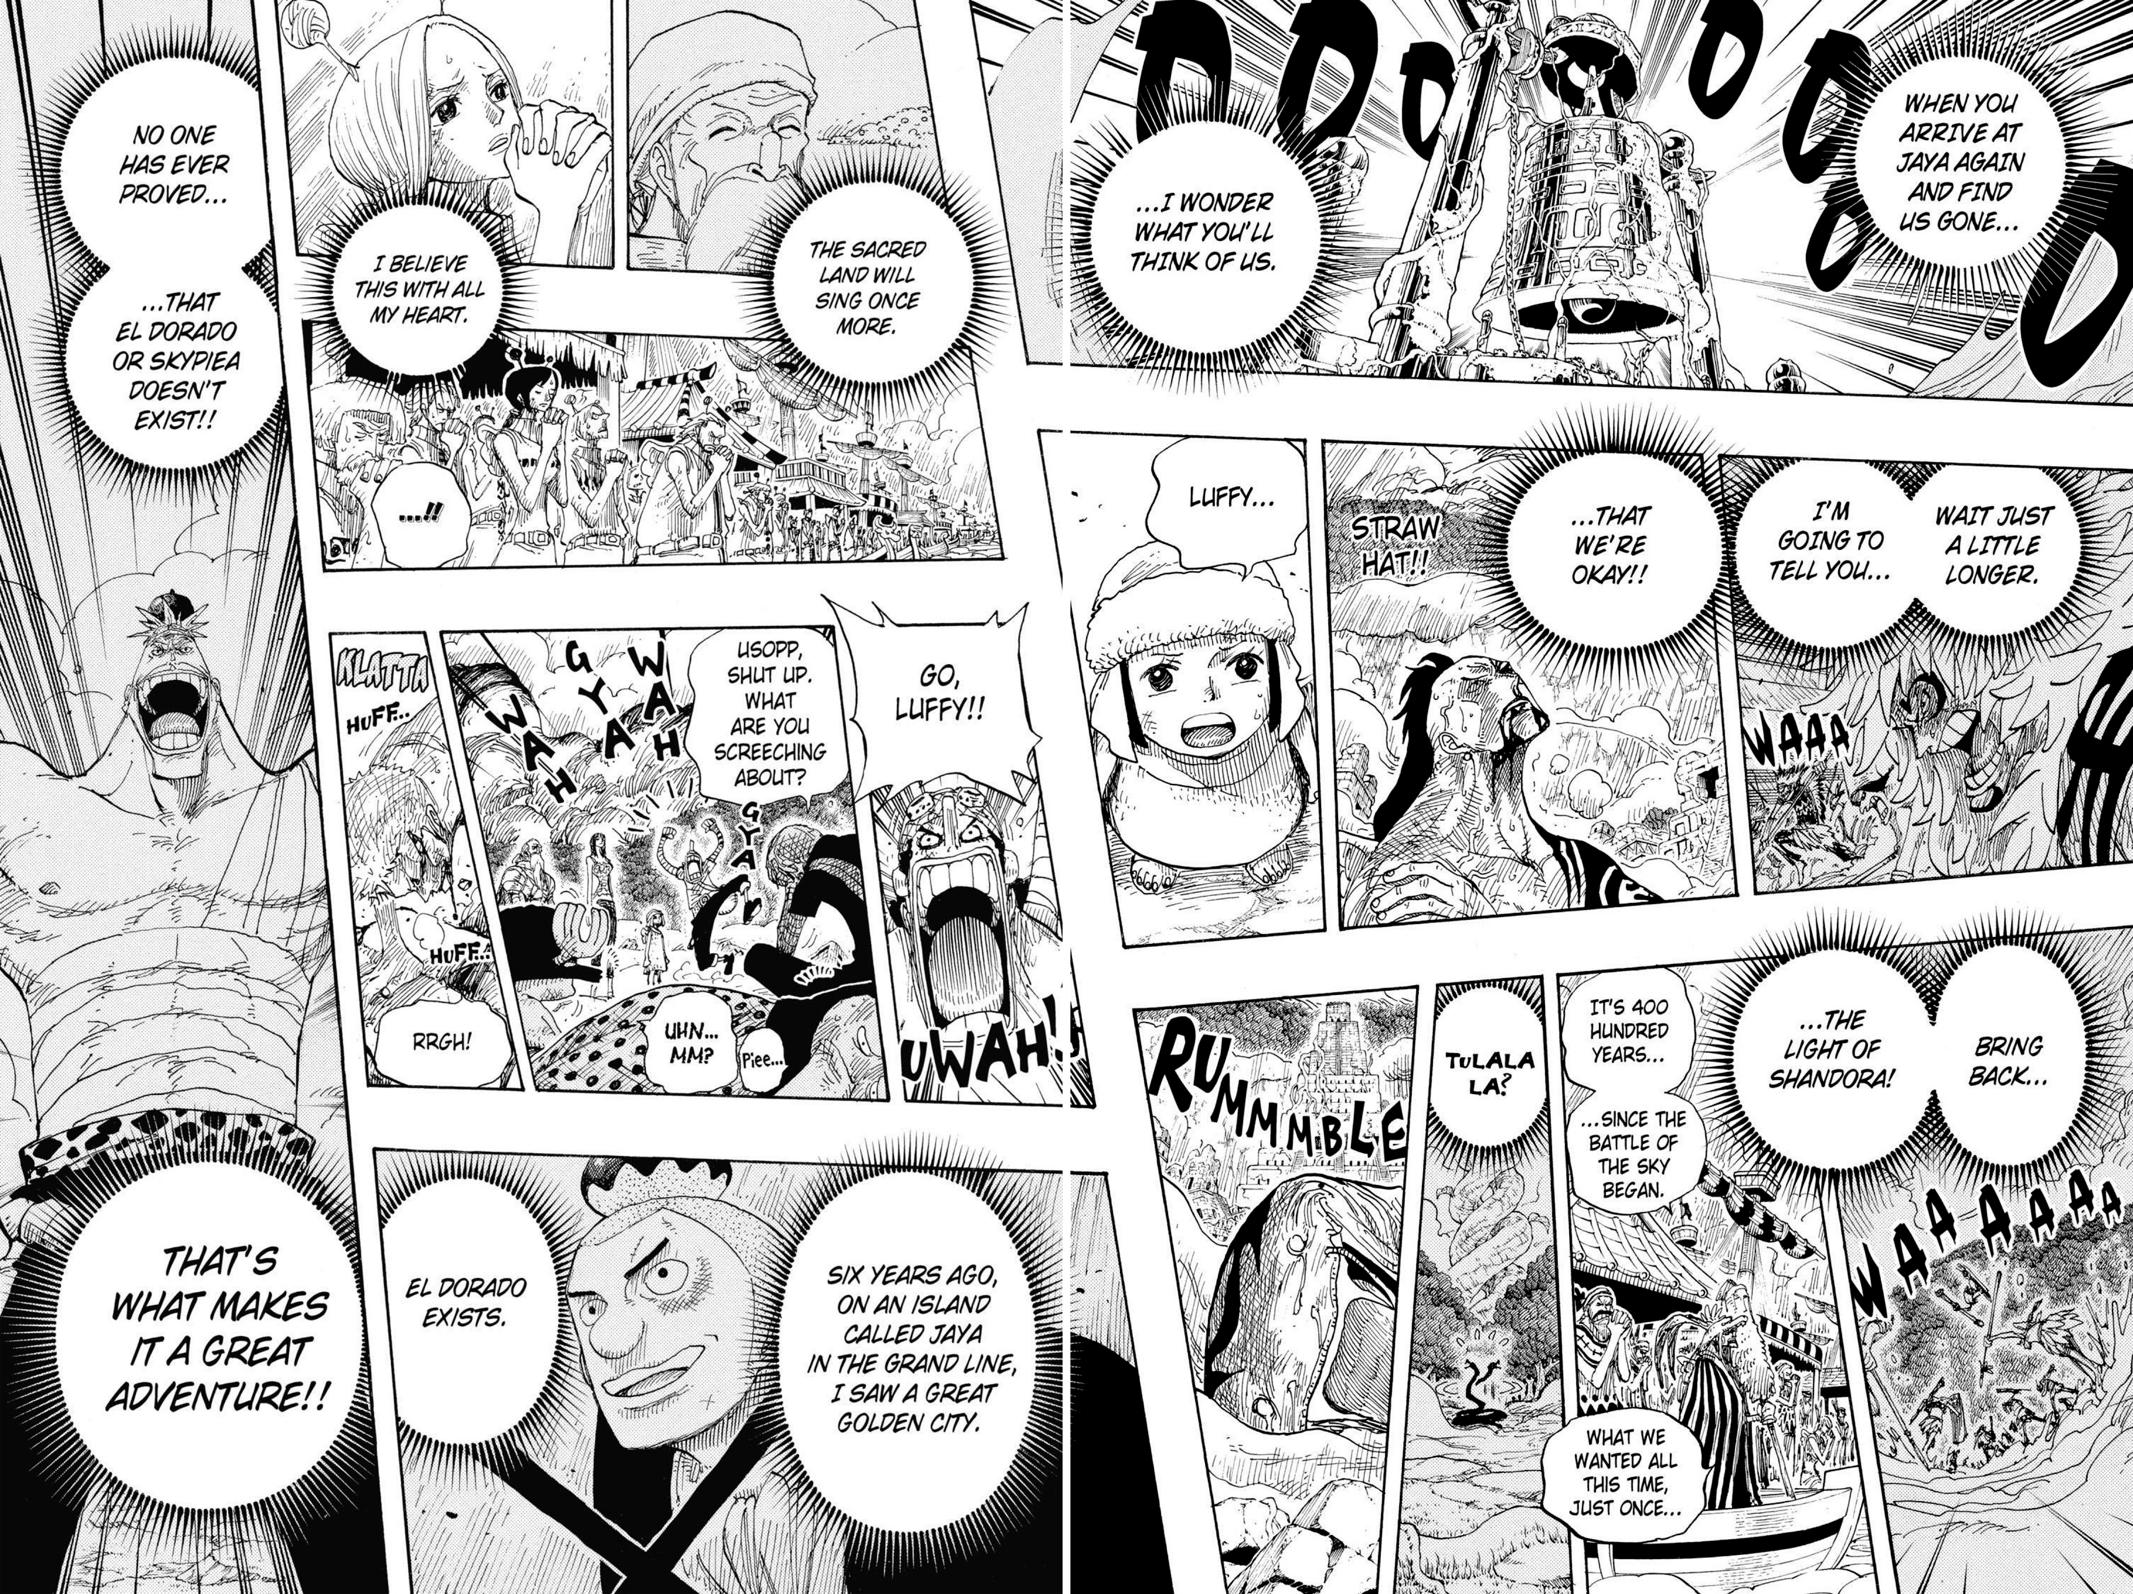 WHEN YOU
ARRIVE AT
JAYA AGAIN
AND FIND
US GONE...
...I WONDER
WHAT YOU'LL
THINK OF US.
WAIT JUST
A LITTLE
LONGER.
I'M
GOING TO
TELL YOU...
WAAA
...THAT
WE'RE
OKAY!!
STRAW
HAT!!
LUFFY...
BRING
BACK...
...THE
LIGHT OF
SHANDORA!
WAAAAAA
IT'S 400
HUNDRED
YEARS...
...SINCE THE
BATTLE OF
THE SKY
BEGAN.
WHAT WE
WANTED ALL
THIS TIME,
JUST ONCE...
TULALA
LA?
RUMMMMBLE
THE SACRED
LAND WILL
SING ONCE
MORE.
I BELIEVE
THIS WITH ALL
MY HEART.
...!!
GO,
LUFFY!!
UWAH!!
USOPP,
SHUT UP.
WHAT
ARE YOU
SCREECHING
ABOUT?
WAH
GYA
WAH
GYA
UHN...
MM?
Piee...
KLATTA
HUFF...
HUFF...
RRGH!
SIX YEARS AGO,
ON AN ISLAND
CALLED JAYA
IN THE GRAND LINE,
I SAW A GREAT
GOLDEN CITY.
EL DORADO
EXISTS.
NO ONE
HAS EVER
PROVED...
...THAT
EL DORADO
OR SKYPIEA
DOESN'T
EXIST!!
THAT'S
WHAT MAKES
IT A GREAT
ADVENTURE!!